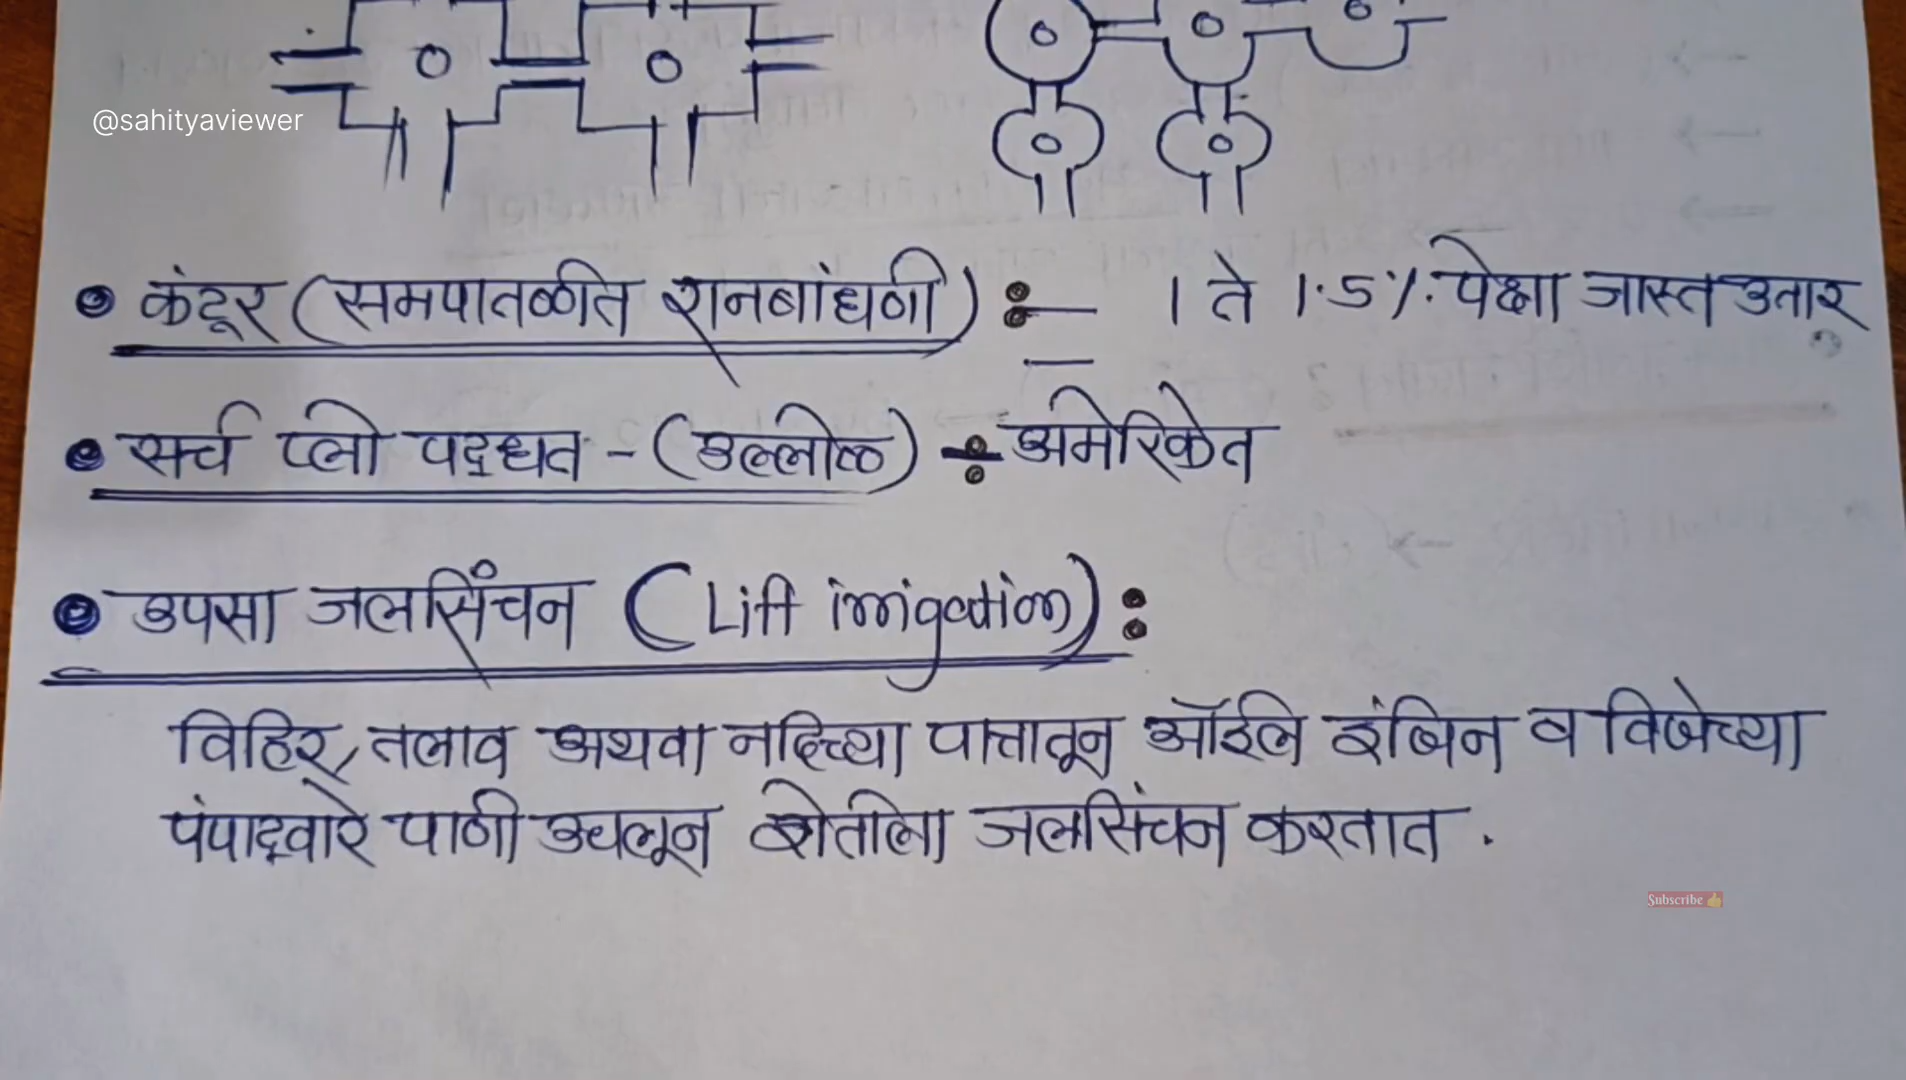 @sahityaviewer
• कंटूर (समपातळीत रानबांधणी) :— 1 ते 1.5%. पेक्षा जास्त उतार
• सर्च प्लो पद्धत - (उल्लोळ) ÷ अमेरिकेत
• उपसा जलसिंचन (Lift irrigation) :
विहिर, तलाव अथवा नदिच्या पात्रातून ऑईल इंजिन व विजेच्या
पंपाद्वारे पाणी उचलून शेतीला जलसिंचन करतात .
Subscribe 👍